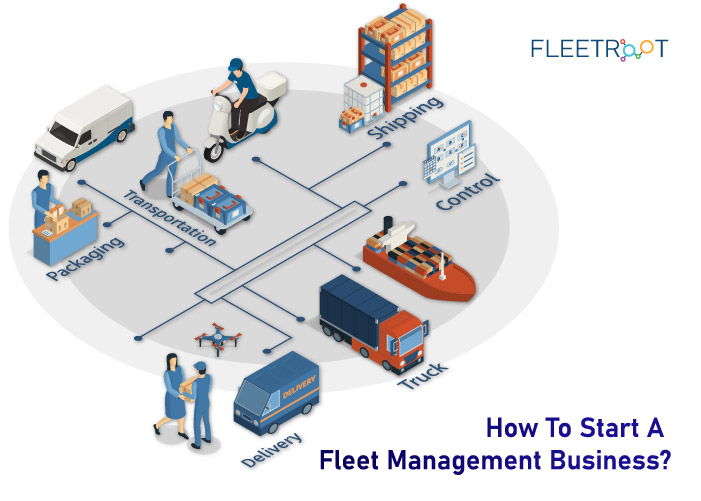 FLEETROOT
Shipping
Control
Transportation
Packaging
Truck
DELIVERY
Delivery
How To Start A
Fleet Management Business?